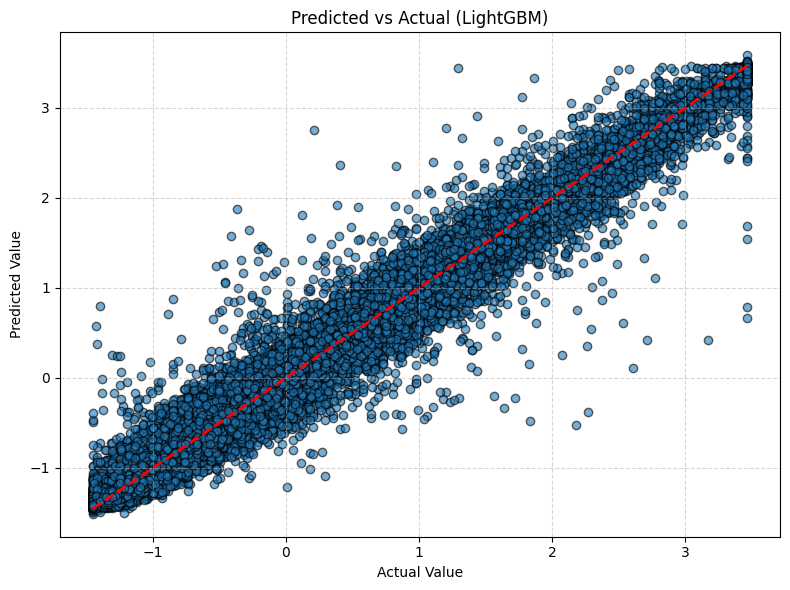 Predicted vs Actual (LightGBM)
Predicted Value
3
2
1
0
−1
−1 0 1 2 3
Actual Value